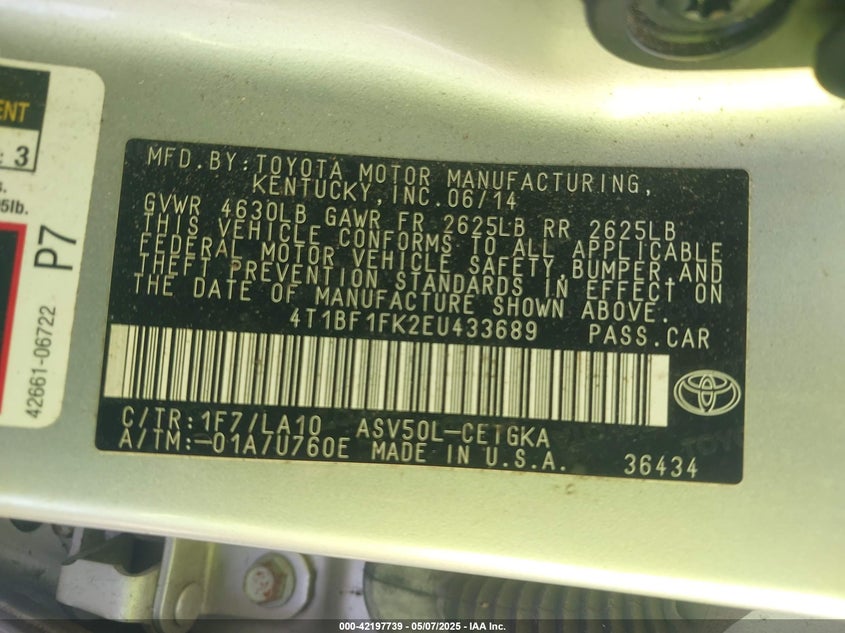 ENT
: 3
5lb.
P7
42661-06722
MFD.BY:TOYOTA MOTOR MANUFACTURING,
KENTUCKY,INC.06/14
GVWR 4630LB GAWR FR 2625LB RR 2625LB
THIS VEHICLE CONFORMS TO ALL APPLICABLE
FEDERAL MOTOR VEHICLE SAFETY,BUMPER,AND
THEFT PREVENTION STANDARDS IN EFFECT ON
THE DATE OF MANUFACTURE SHOWN ABOVE.
4T1BF1FK2EU433689 PASS.CAR
C/TR:1F7/LA10 ASV50L-CETGKA
A/TM:-01A/U760E MADE IN U.S.A. 36434
000-42197739 - 05/07/2025 - IAA Inc.